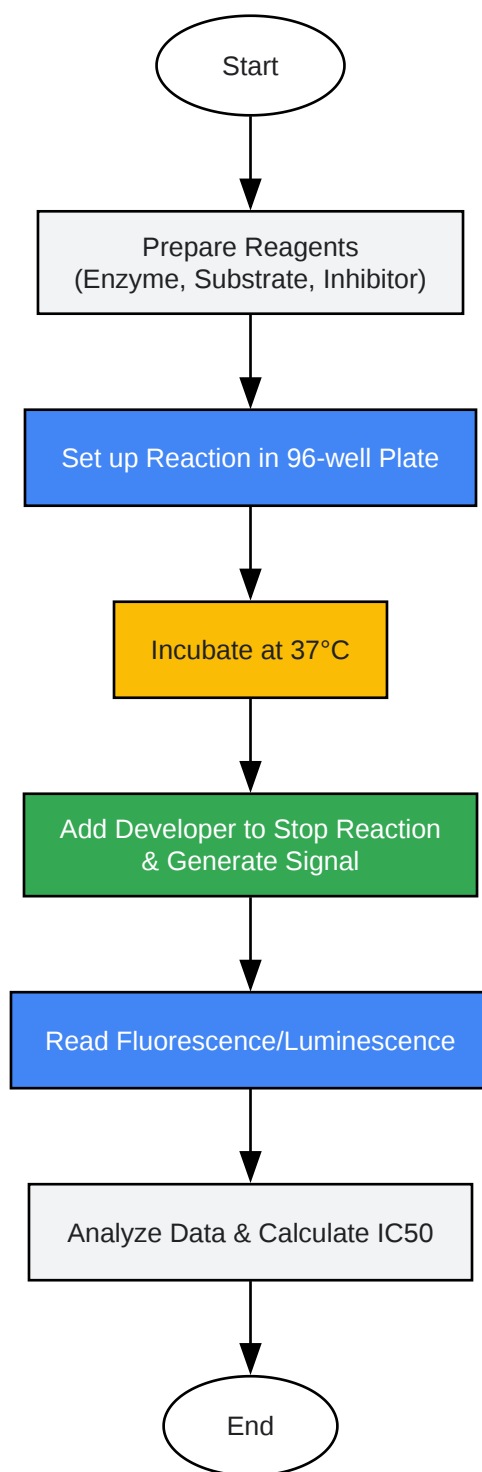 Start
Prepare Reagents
(Enzyme, Substrate, Inhibitor)
Set up Reaction in 96-well Plate
Incubate at 37°C
Add Developer to Stop Reaction
& Generate Signal
Read Fluorescence/Luminescence
Analyze Data & Calculate IC50
End